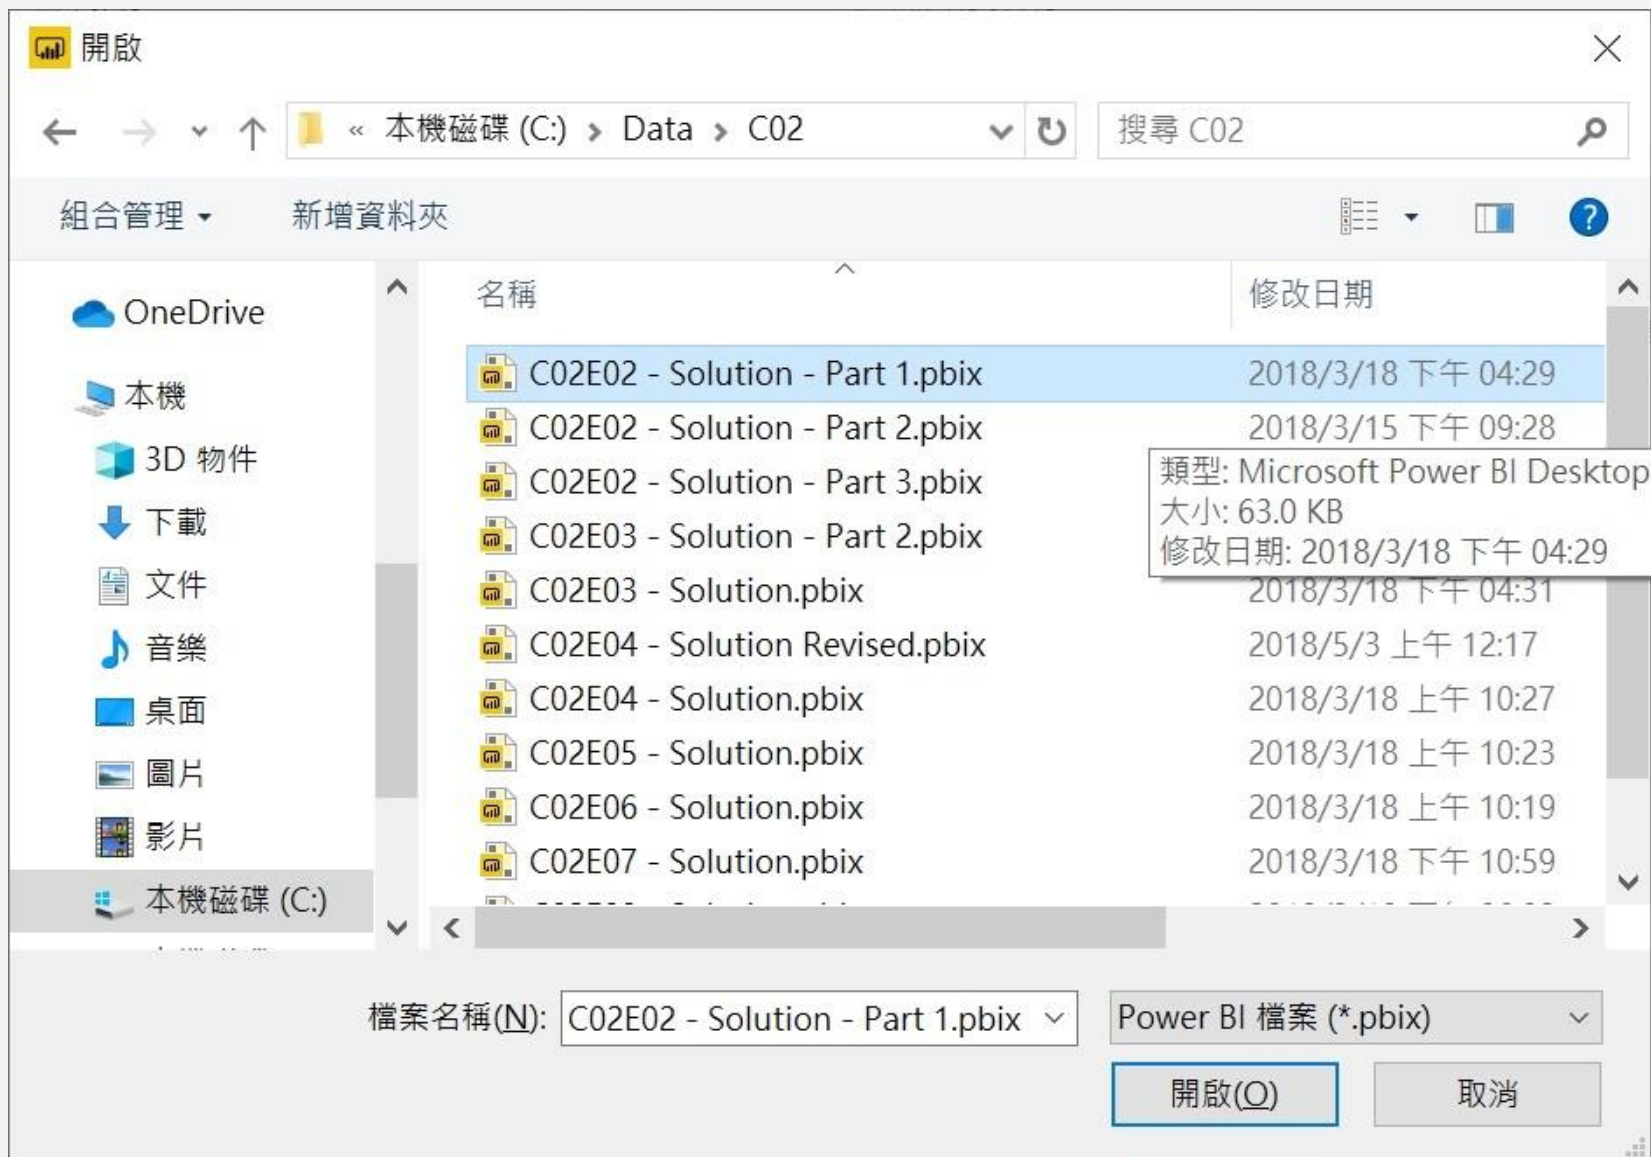 開啟
« 本機磁碟 (C:) › Data › C02
搜尋 C02
組合管理
新增資料夾
名稱
修改日期
OneDrive
本機
3D 物件
下載
文件
音樂
桌面
圖片
影片
本機磁碟 (C:)
C02E02 - Solution - Part 1.pbix 2018/3/18 下午 04:29
C02E02 - Solution - Part 2.pbix 2018/3/15 下午 09:28
C02E02 - Solution - Part 3.pbix
C02E03 - Solution - Part 2.pbix
C02E03 - Solution.pbix 2018/3/18 下午 04:31
C02E04 - Solution Revised.pbix 2018/5/3 上午 12:17
C02E04 - Solution.pbix 2018/3/18 上午 10:27
C02E05 - Solution.pbix 2018/3/18 上午 10:23
C02E06 - Solution.pbix 2018/3/18 上午 10:19
C02E07 - Solution.pbix 2018/3/18 下午 10:59
類型: Microsoft Power BI Desktop
大小: 63.0 KB
修改日期: 2018/3/18 下午 04:29
檔案名稱(N): C02E02 - Solution - Part 1.pbix
Power BI 檔案 (*.pbix)
開啟(O)
取消